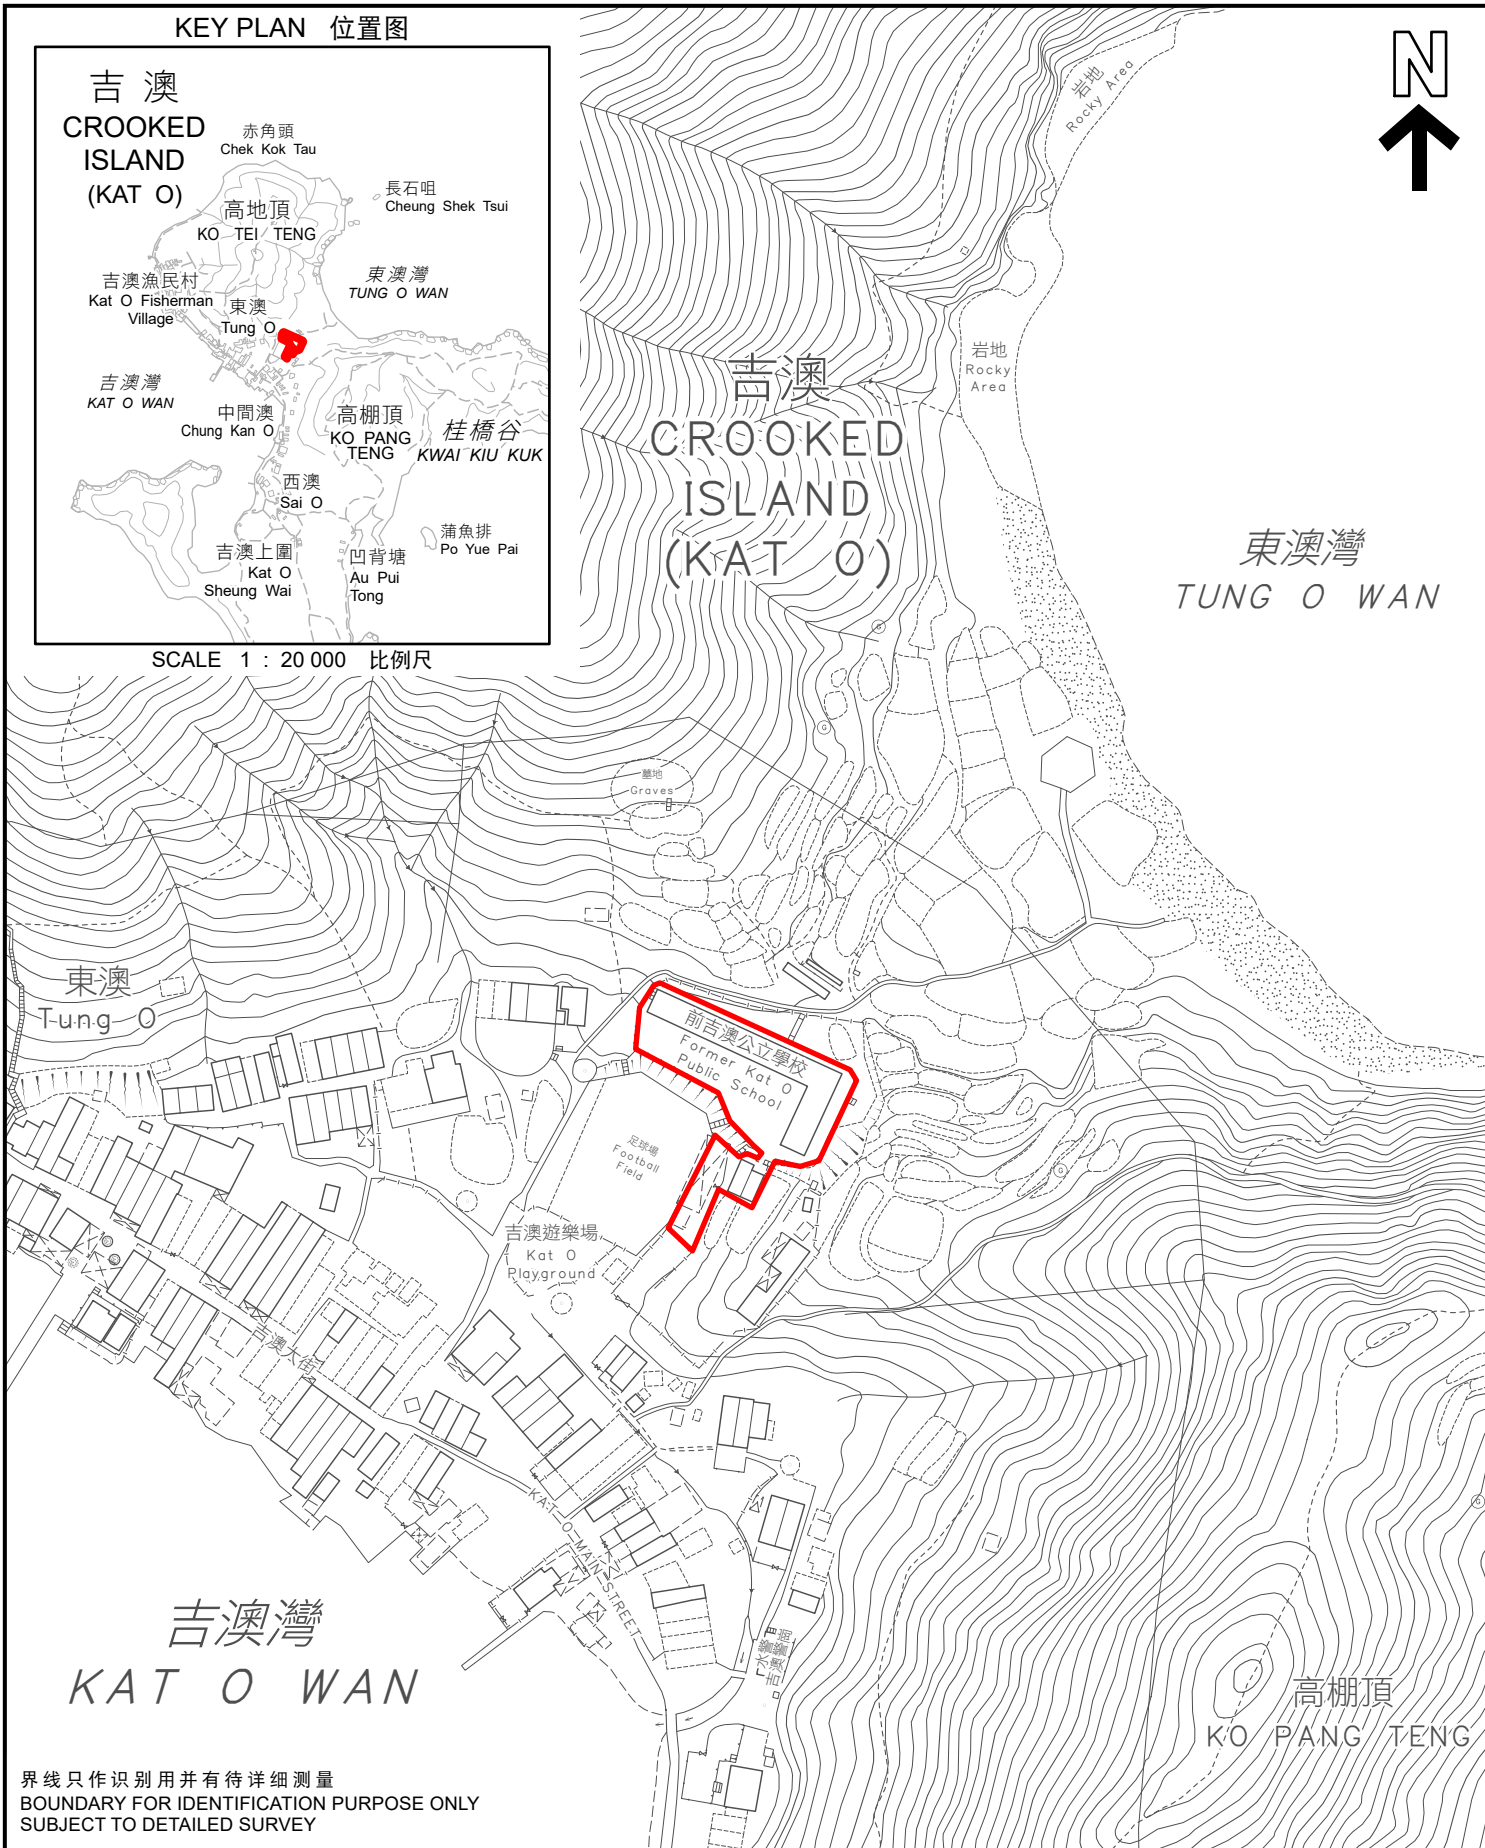 KEY PLAN 位置图
吉 澳
CROOKED
ISLAND
(KAT O)
赤角頭
Chek Kok Tau
長石咀
Cheung Shek Tsui
高地頂
KO TEI TENG
東澳灣
TUNG O WAN
吉澳漁民村
Kat O Fisherman
Village
東澳
Tung O
吉澳灣
KAT O WAN
中間澳
Chung Kan O
高棚頂
KO PANG
TENG
桂橋谷
KWAI KIU KUK
西澳
Sai O
蒲魚排
Po Yue Pai
吉澳上圍
Kat O
Sheung Wai
凹背塘
Au Pui
Tong
SCALE 1 : 20 000 比例尺
N
岩地
Rocky Area
岩地
Rocky
Area
吉澳
CROOKED
ISLAND
(KAT O)
東澳灣
TUNG O WAN
G
G
墓地
Graves
東澳
Tung O
前吉澳公立學校
Former Kat O
Public School
足球場
Football
Field
G
吉澳遊樂場
Kat O
Playground
吉澳大街
KAT O MAIN STREET
G
水警
吉澳警崗
吉澳灣
KAT O WAN
高棚頂
KO PANG TENG
界线只作识别用并有待详细测量
BOUNDARY FOR IDENTIFICATION PURPOSE ONLY
SUBJECT TO DETAILED SURVEY